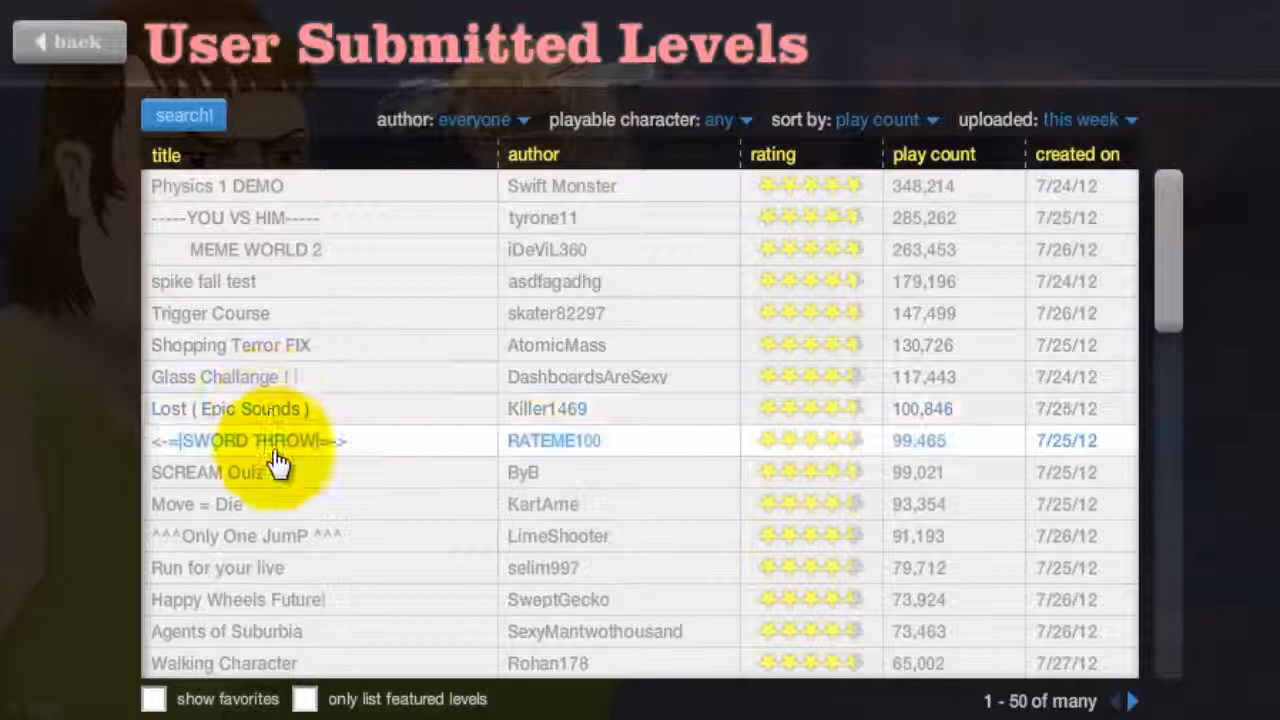 back
User Submitted Levels
search!
author: everyone playable character: any sort by: play count uploaded: this week
title author rating play count created on
Physics 1 DEMO Swift Monster 348,214 7/24/12
-----YOU VS HIM----- tyrone11 285,262 7/25/12
MEME WORLD 2 iDeViL360 263,453 7/26/12
spike fall test asdfagadhg 179,196 7/24/12
Trigger Course skater82297 147,499 7/26/12
Shopping Terror FIX AtomicMass 130,726 7/25/12
Glass Challange ! | DashboardsAreSexy 117,443 7/24/12
Lost ( Epic Sounds ) Killer1469 100,846
<-=|SWORD THROW|=-> RATEME100 99,465 7/25/12
SCREAM Quiz ByB 99,021 7/25/12
Move = Die KartAme 93,354 7/25/12
^^^Only One JumP ^^^ LimeShooter 91,193 7/26/12
Run for your live selim997 79,712 7/25/12
Happy Wheels Future! SweptGecko 73,924 7/26/12
Agents of Suburbia SexyMantwothousand 73,463 7/26/12
Walking Character Rohan178 65,002 7/27/12
show favorites only list featured levels 1 - 50 of many